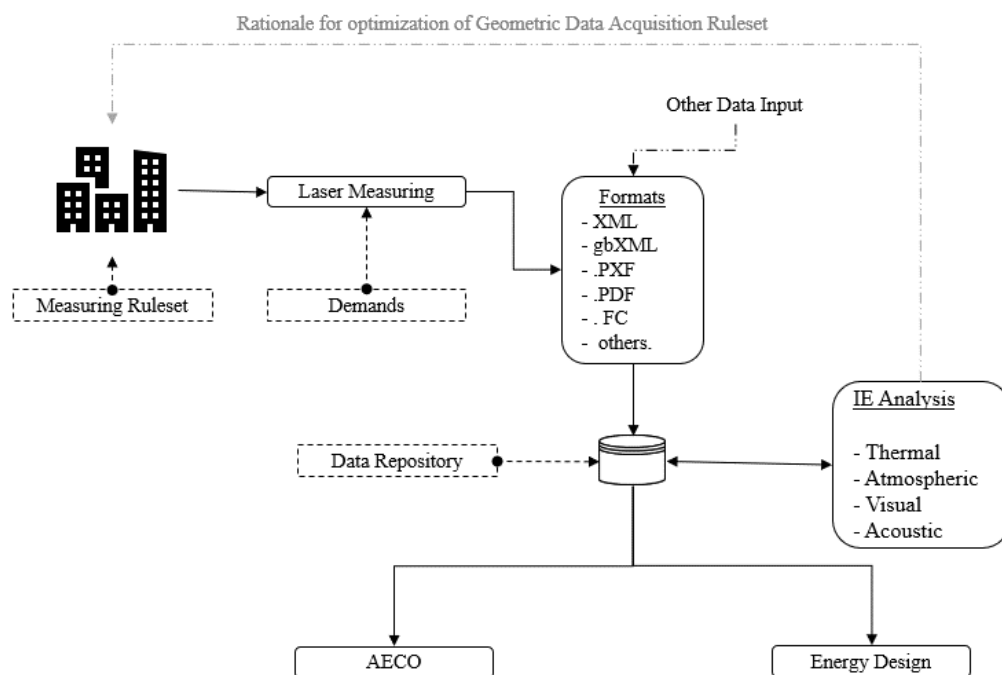 Rationale for optimization of Geometric Data Acquisition Ruleset
Other Data Input
Laser Measuring
Formats
- XML
- gbXML
- .PXF
- .PDF
- . FC
- others.
Measuring Ruleset
Demands
IE Analysis
- Thermal
- Atmospheric
- Visual
- Acoustic
Data Repository
AECO
Energy Design